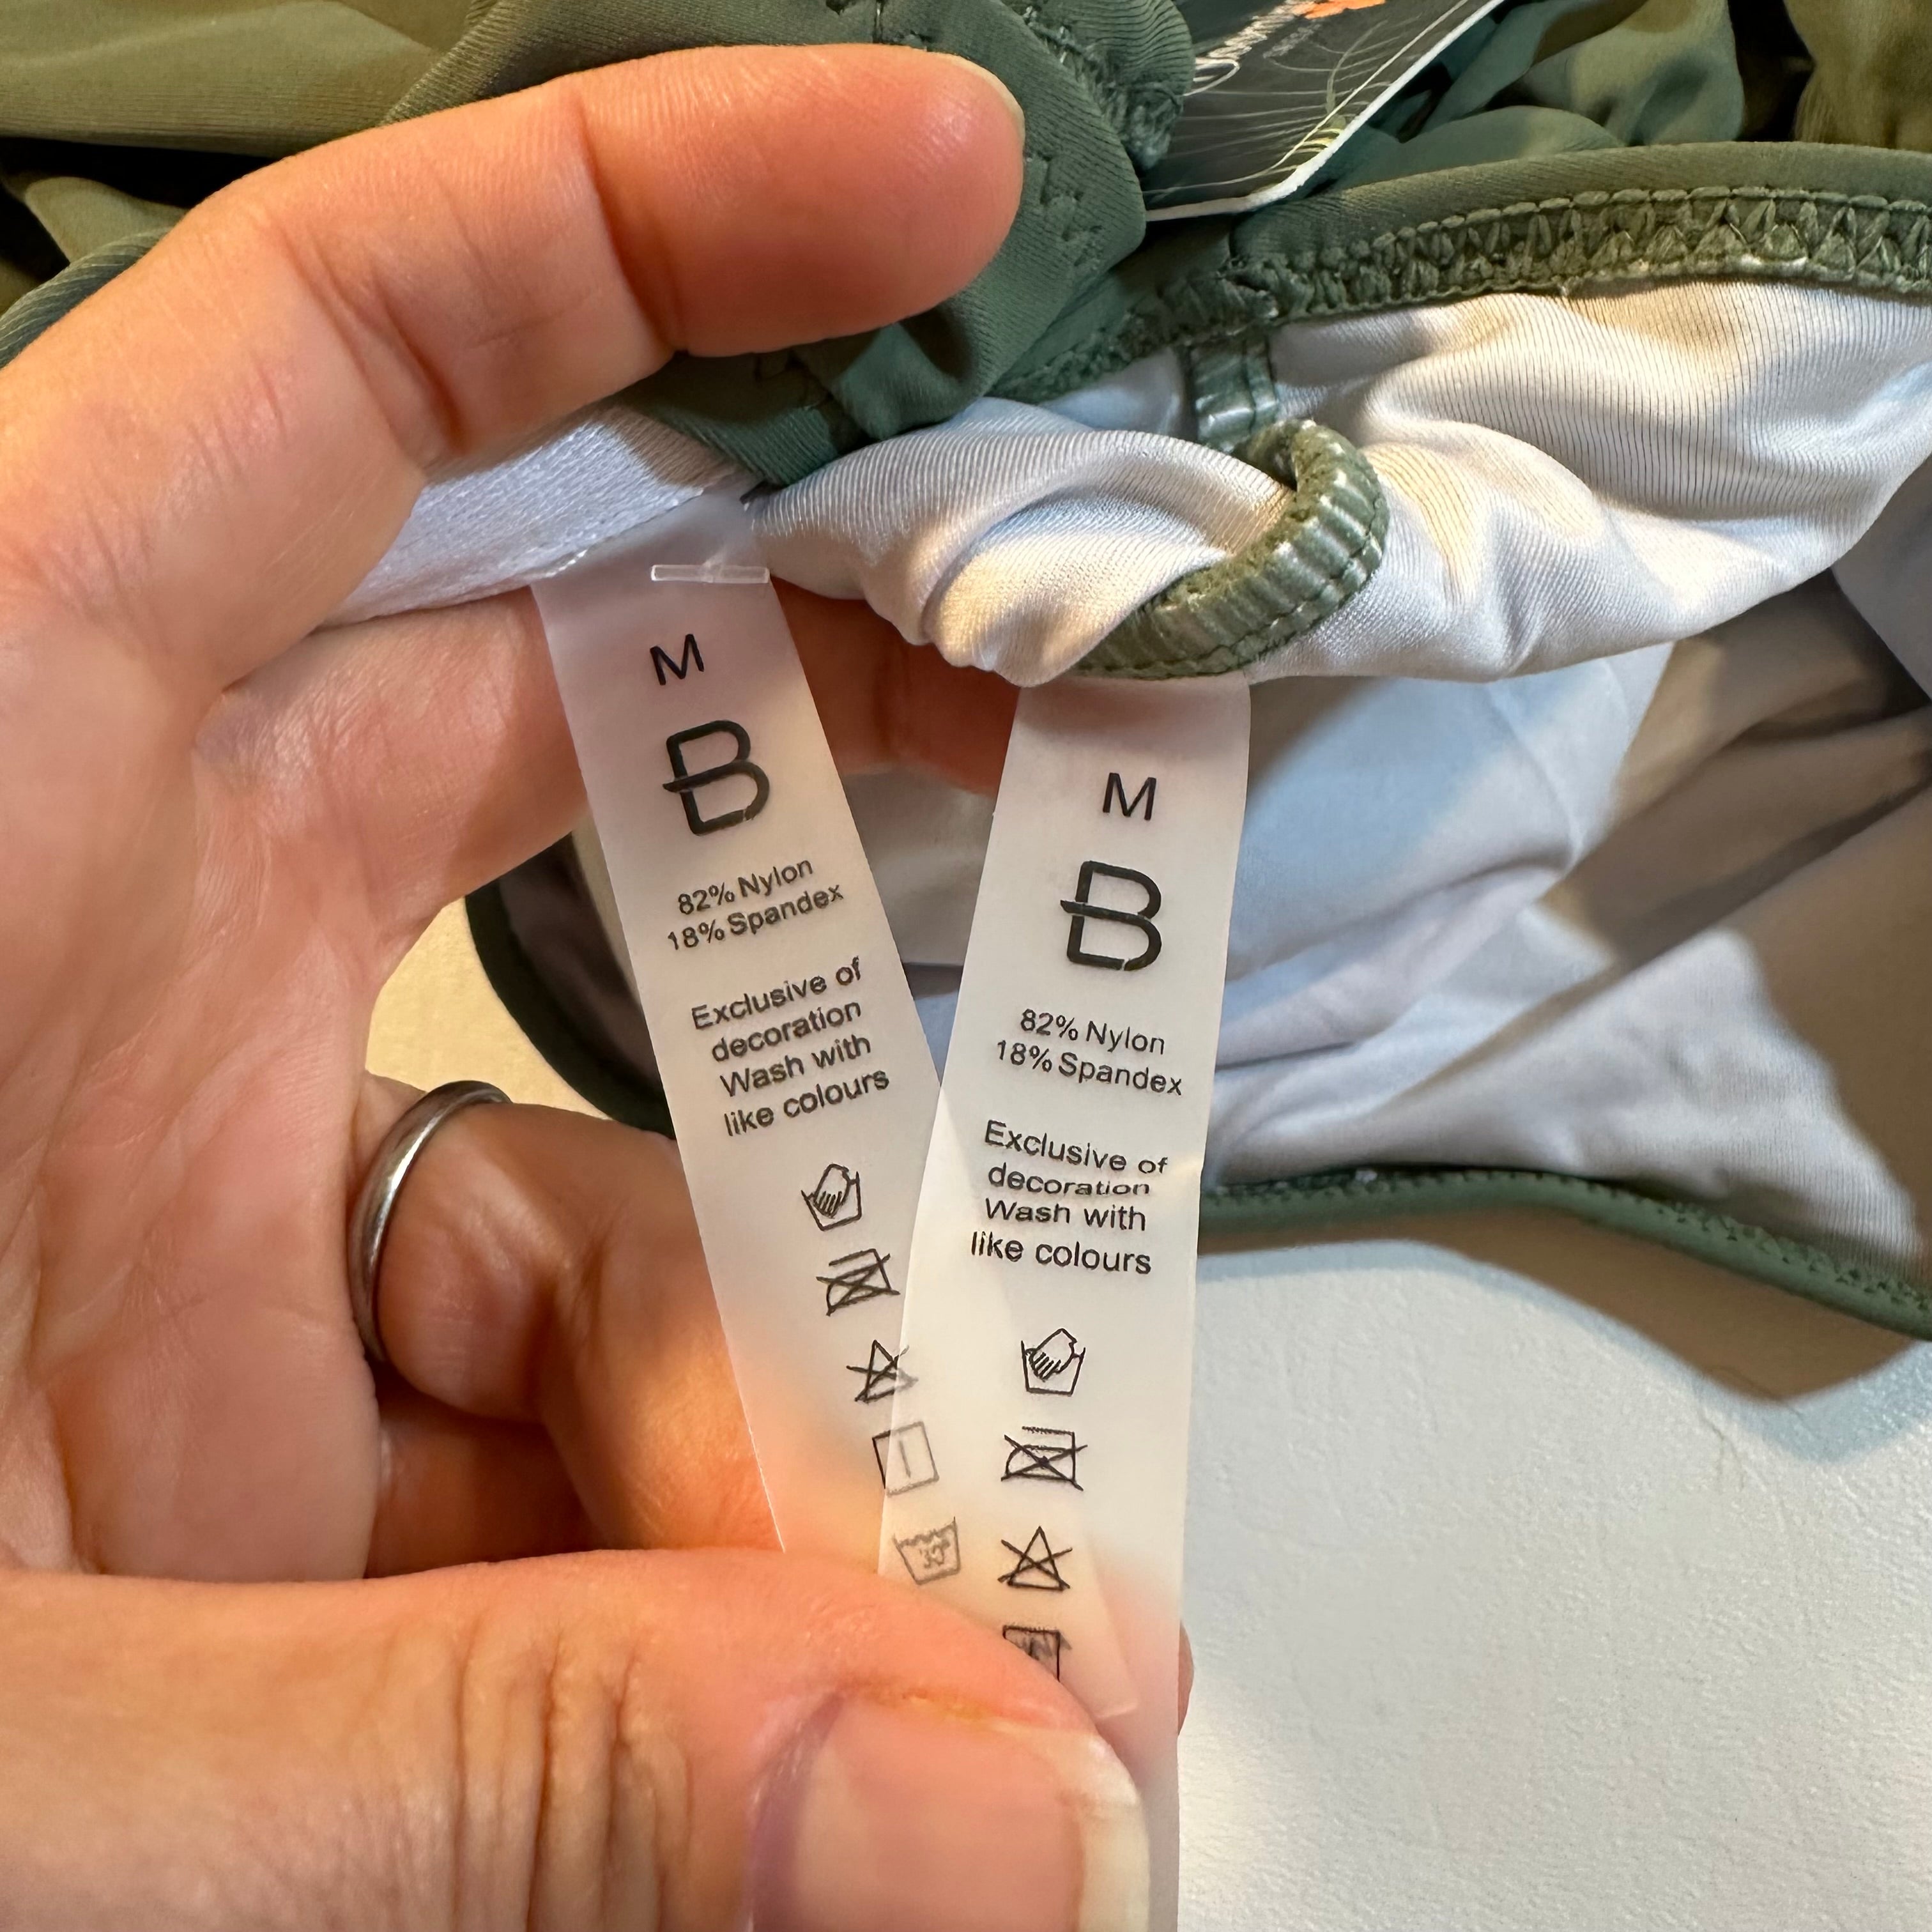 M
B
82% Nylon
18% Spandex
Exclusive of
decoration
Wash with
like colours
M
B
82% Nylon
18% Spandex
Exclusive of
decoration
Wash with
like colours